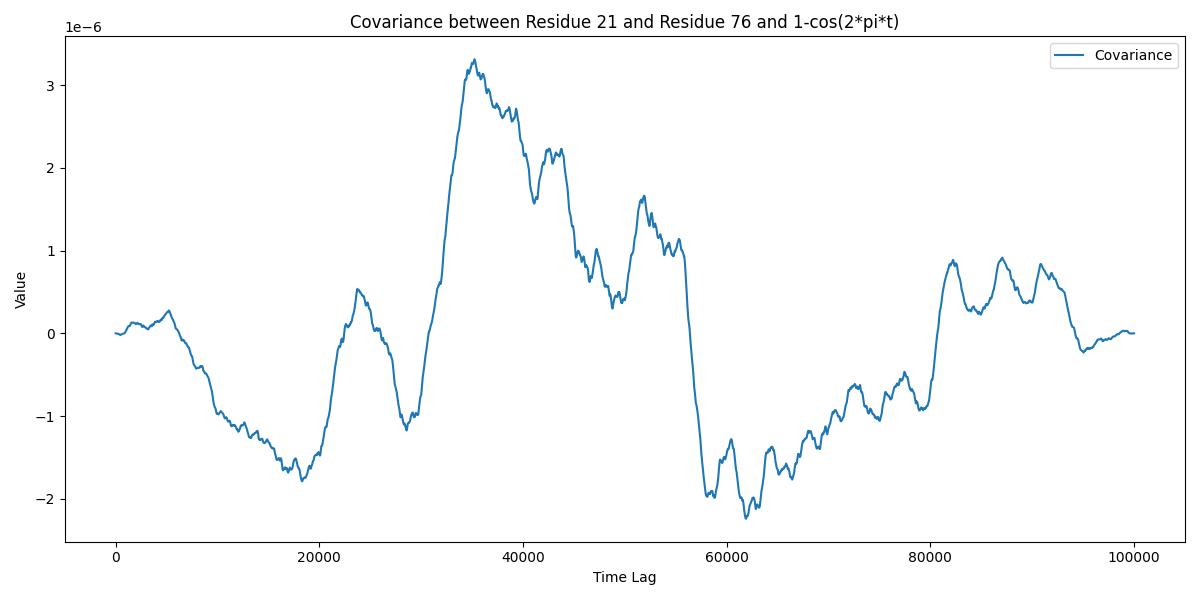 Covariance between Residue 21 and Residue 76 and 1-cos(2*pi*t)
1e−6
Covariance
3
2
1
0
−1
−2
Value
0 20000 40000 60000 80000 100000
Time Lag